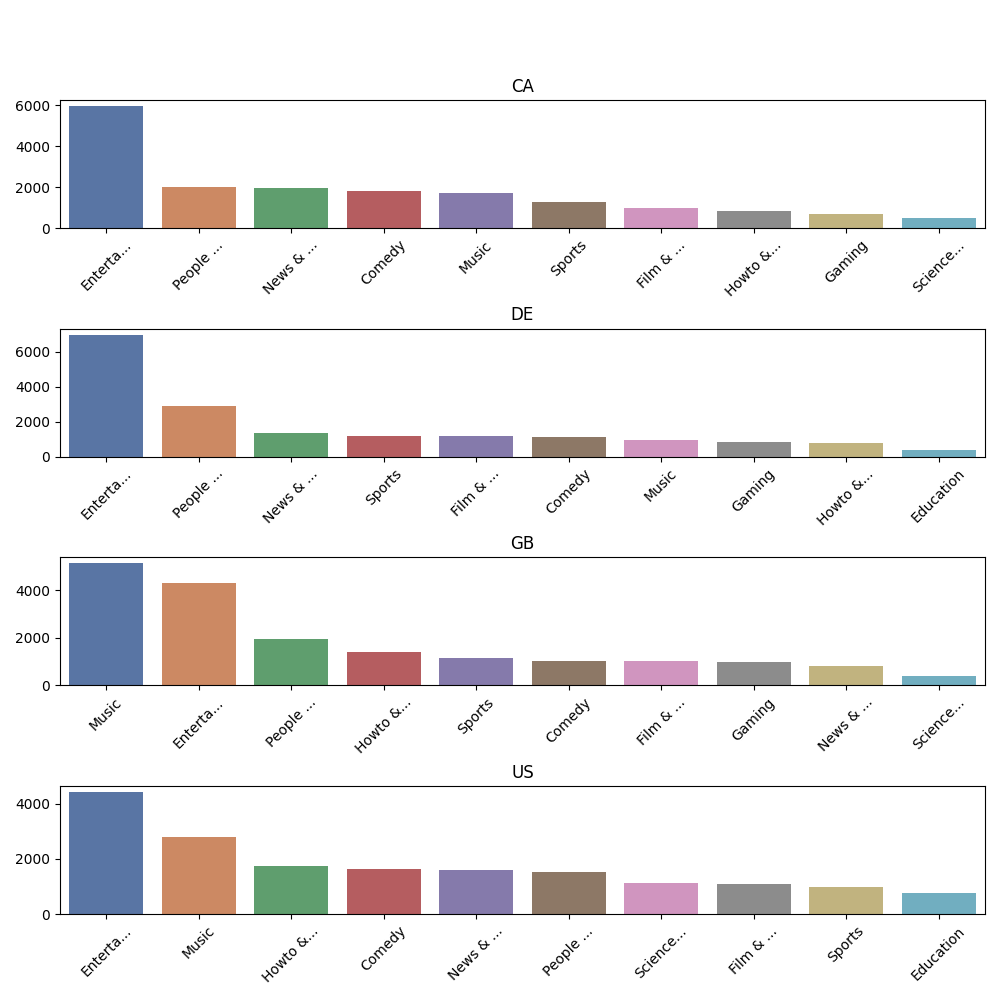 CA
6000
4000
2000
0
Enterta... People ... News & ... Comedy Music Sports Film & ... Howto &... Gaming Science...
DE
6000
4000
2000
0
Enterta... People ... News & ... Sports Film & ... Comedy Music Gaming Howto &... Education
GB
4000
2000
0
Music Enterta... People ... Howto &... Sports Comedy Film & ... Gaming News & ... Science...
US
4000
2000
0
Enterta... Music Howto &... Comedy News & ... People ... Science... Film & ... Sports Education